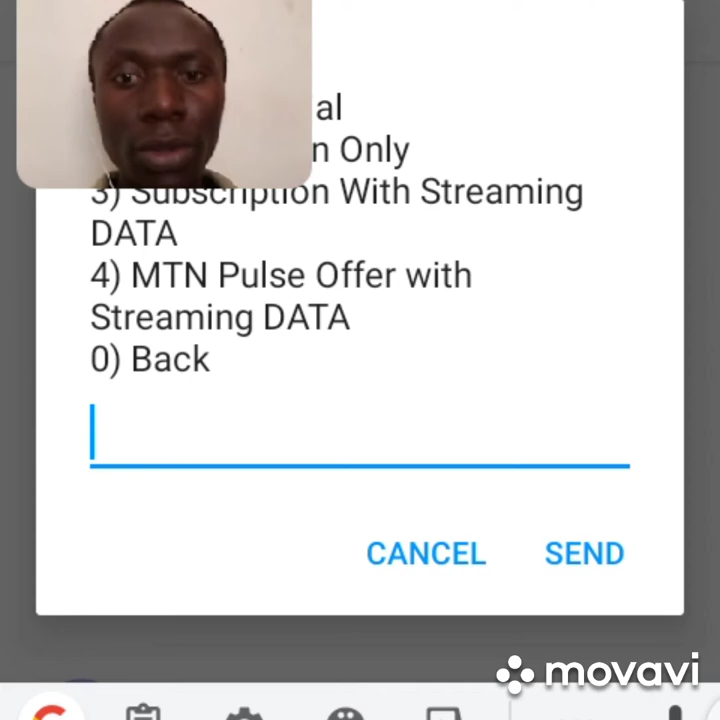 al
n Only
3) Subscription With Streaming
DATA
4) MTN Pulse Offer with
Streaming DATA
0) Back
CANCEL SEND
movavi